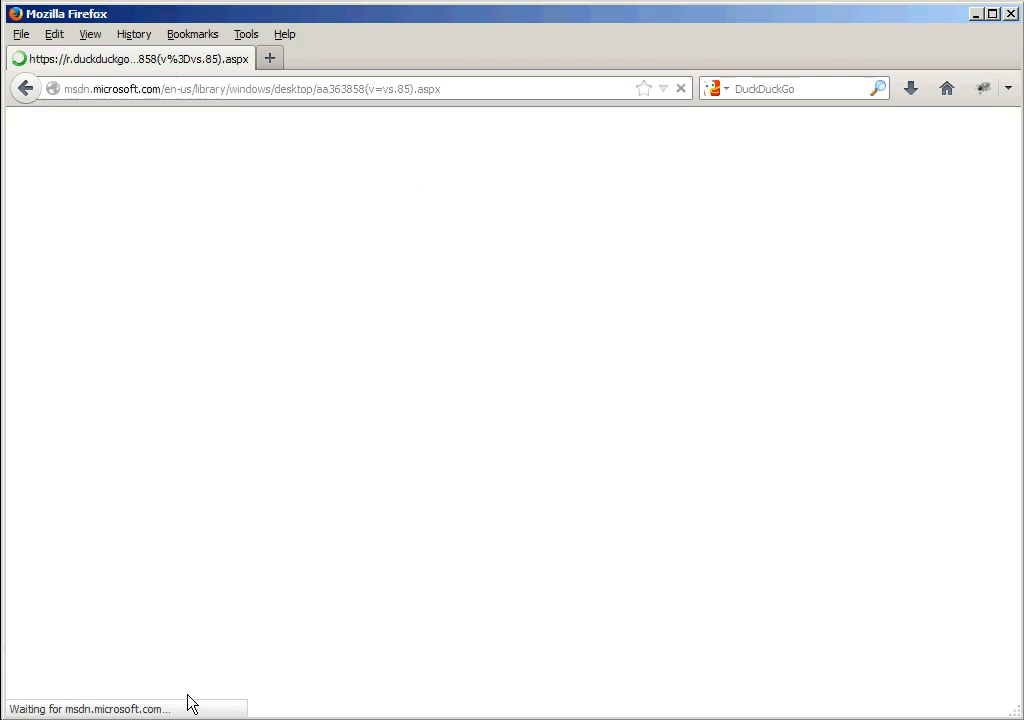 Mozilla Firefox
File Edit View History Bookmarks Tools Help
https://r.duckduckgo...858(v%3Dvs.85).aspx
msdn.microsoft.com/en-us/library/windows/desktop/aa363858(v=vs.85).aspx DuckDuckGo
Waiting for msdn.microsoft.com...